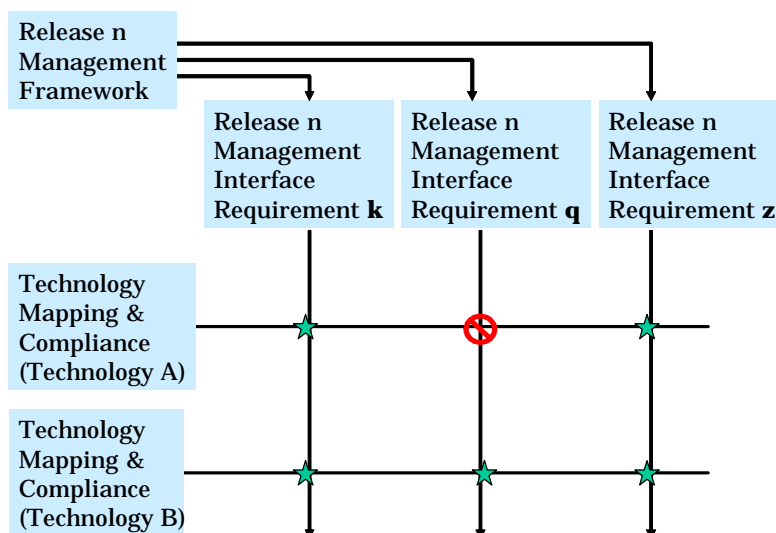 Release n
Management
Framework
Release n
Management
Interface
Requirement k
Release n
Management
Interface
Requirement q
Release n
Management
Interface
Requirement z
Technology
Mapping &
Compliance
(Technology A)
Technology
Mapping &
Compliance
(Technology B)